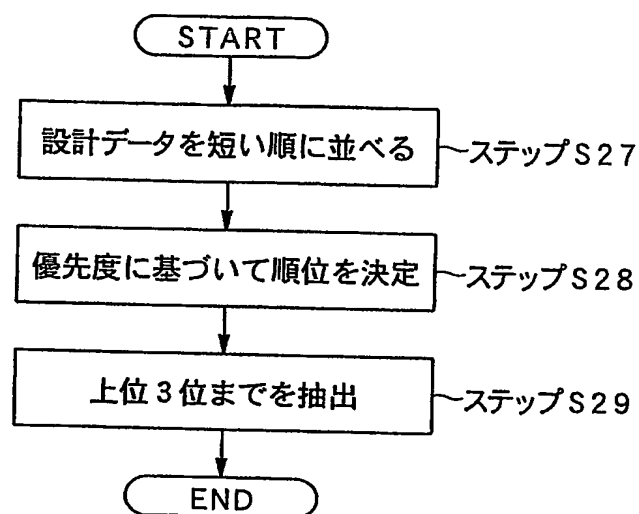 START
設計データを短い順に並べる
ステップS27
優先度に基づいて順位を決定
ステップS28
上位3位までを抽出
ステップS29
END